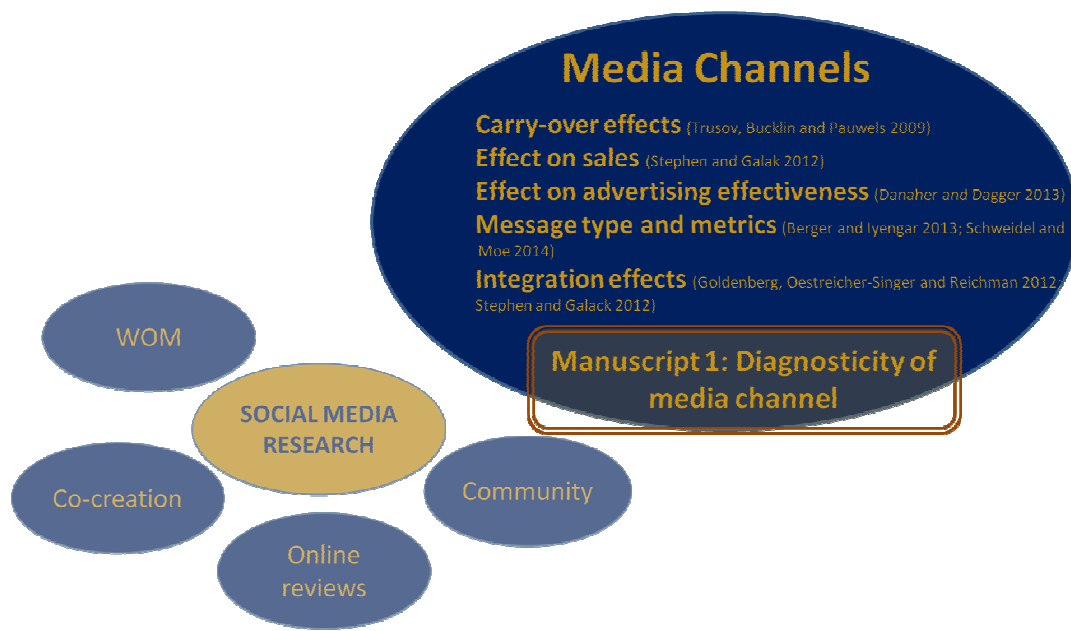 Media Channels
Carry-over effects (Trusov, Bucklin and Pauwels 2009)
Effect on sales (Stephen and Galak 2012)
Effect on advertising effectiveness (Danaher and Dagger 2013)
Message type and metrics (Berger and Iyengar 2013; Schweidel and
Moe 2014)
Integration effects (Goldenberg, Oestreicher-Singer and Reichman 2012;
Stephen and Galack 2012)
Manuscript 1: Diagnosticity of
media channel
WOM
SOCIAL MEDIA
RESEARCH
Co-creation
Community
Online
reviews